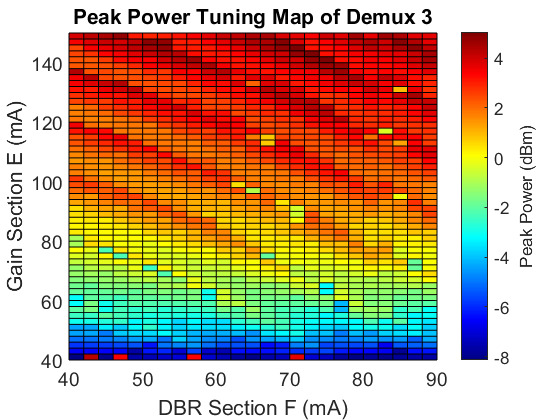 Peak Power Tuning Map of Demux 3
140
120
100
80
60
40
Gain Section E (mA)
40 50 60 70 80 90
DBR Section F (mA)
4
2
0
-2
-4
-6
-8
Peak Power (dBm)